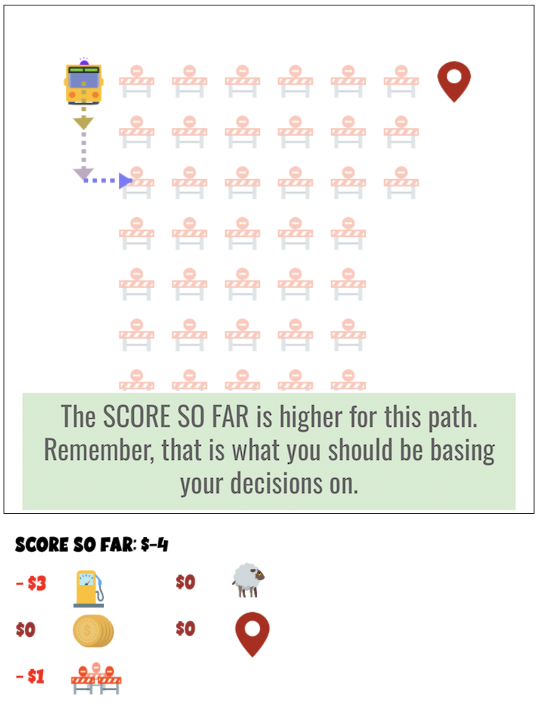 The SCORE SO FAR is higher for this path.
Remember, that is what you should be basing
your decisions on.
SCORE SO FAR: $-4
- $3
$0
$0
$0
- $1